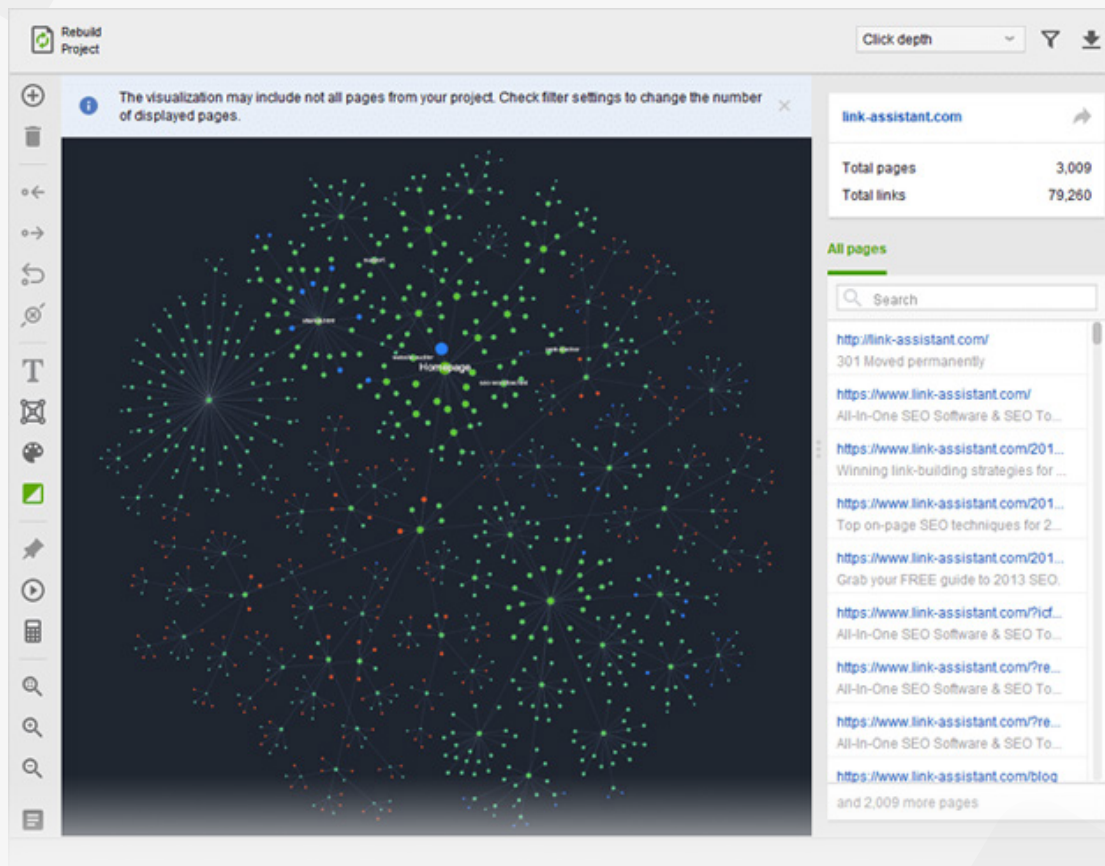 Rebuild
Project
Click depth
The visualization may include not all pages from your project. Check filter settings to change the number
of displayed pages.
link-assistant.com
Total pages 3,009
Total links 79,260
All pages
Search
http://link-assistant.com/
301 Moved permanently
https://www.link-assistant.com/
All-In-One SEO Software & SEO To...
https://www.link-assistant.com/201...
Winning link-building strategies for ...
https://www.link-assistant.com/201...
Top on-page SEO techniques for 2...
https://www.link-assistant.com/201...
Grab your FREE guide to 2013 SEO.
https://www.link-assistant.com/?icf...
All-In-One SEO Software & SEO To...
https://www.link-assistant.com/?re...
All-In-One SEO Software & SEO To...
https://www.link-assistant.com/?re...
All-In-One SEO Software & SEO To...
https://www.link-assistant.com/blog
and 2,009 more pages
support
Homepage